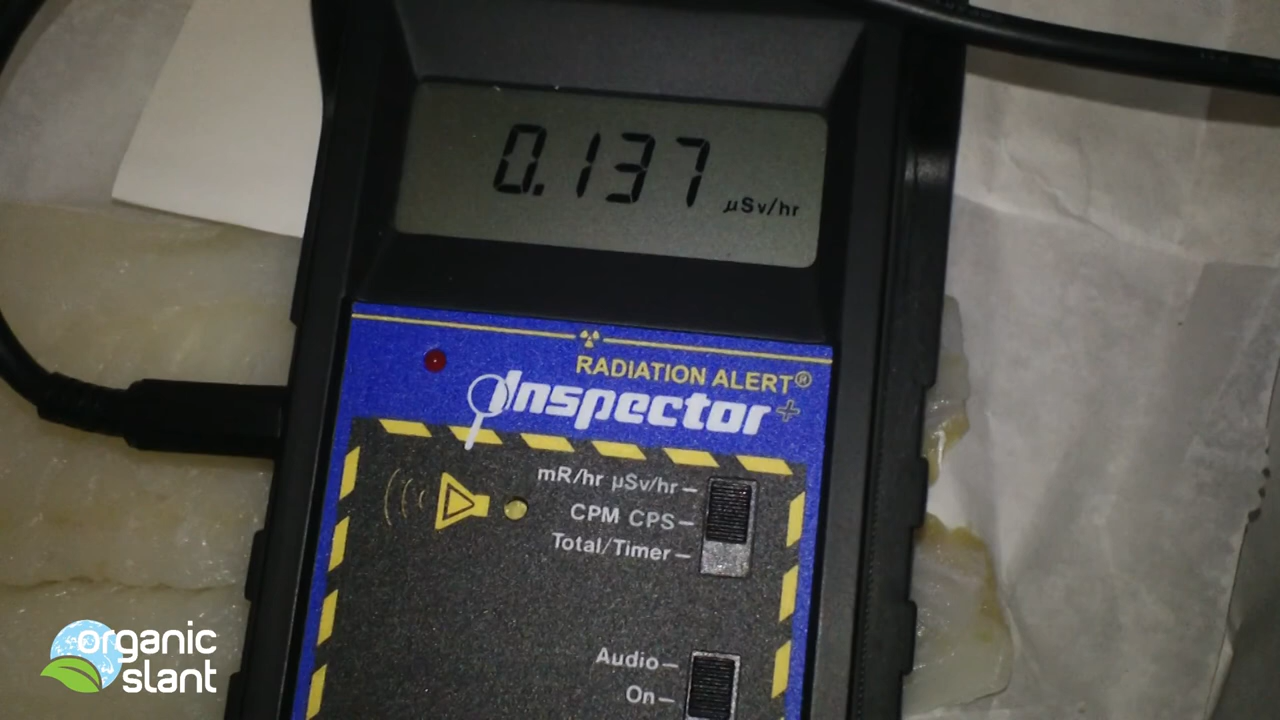 0.137 µSv/hr
RADIATION ALERT®
Inspector+
mR/hr µSv/hr
CPM CPS
Total/Timer
Audio
On
organic
slant